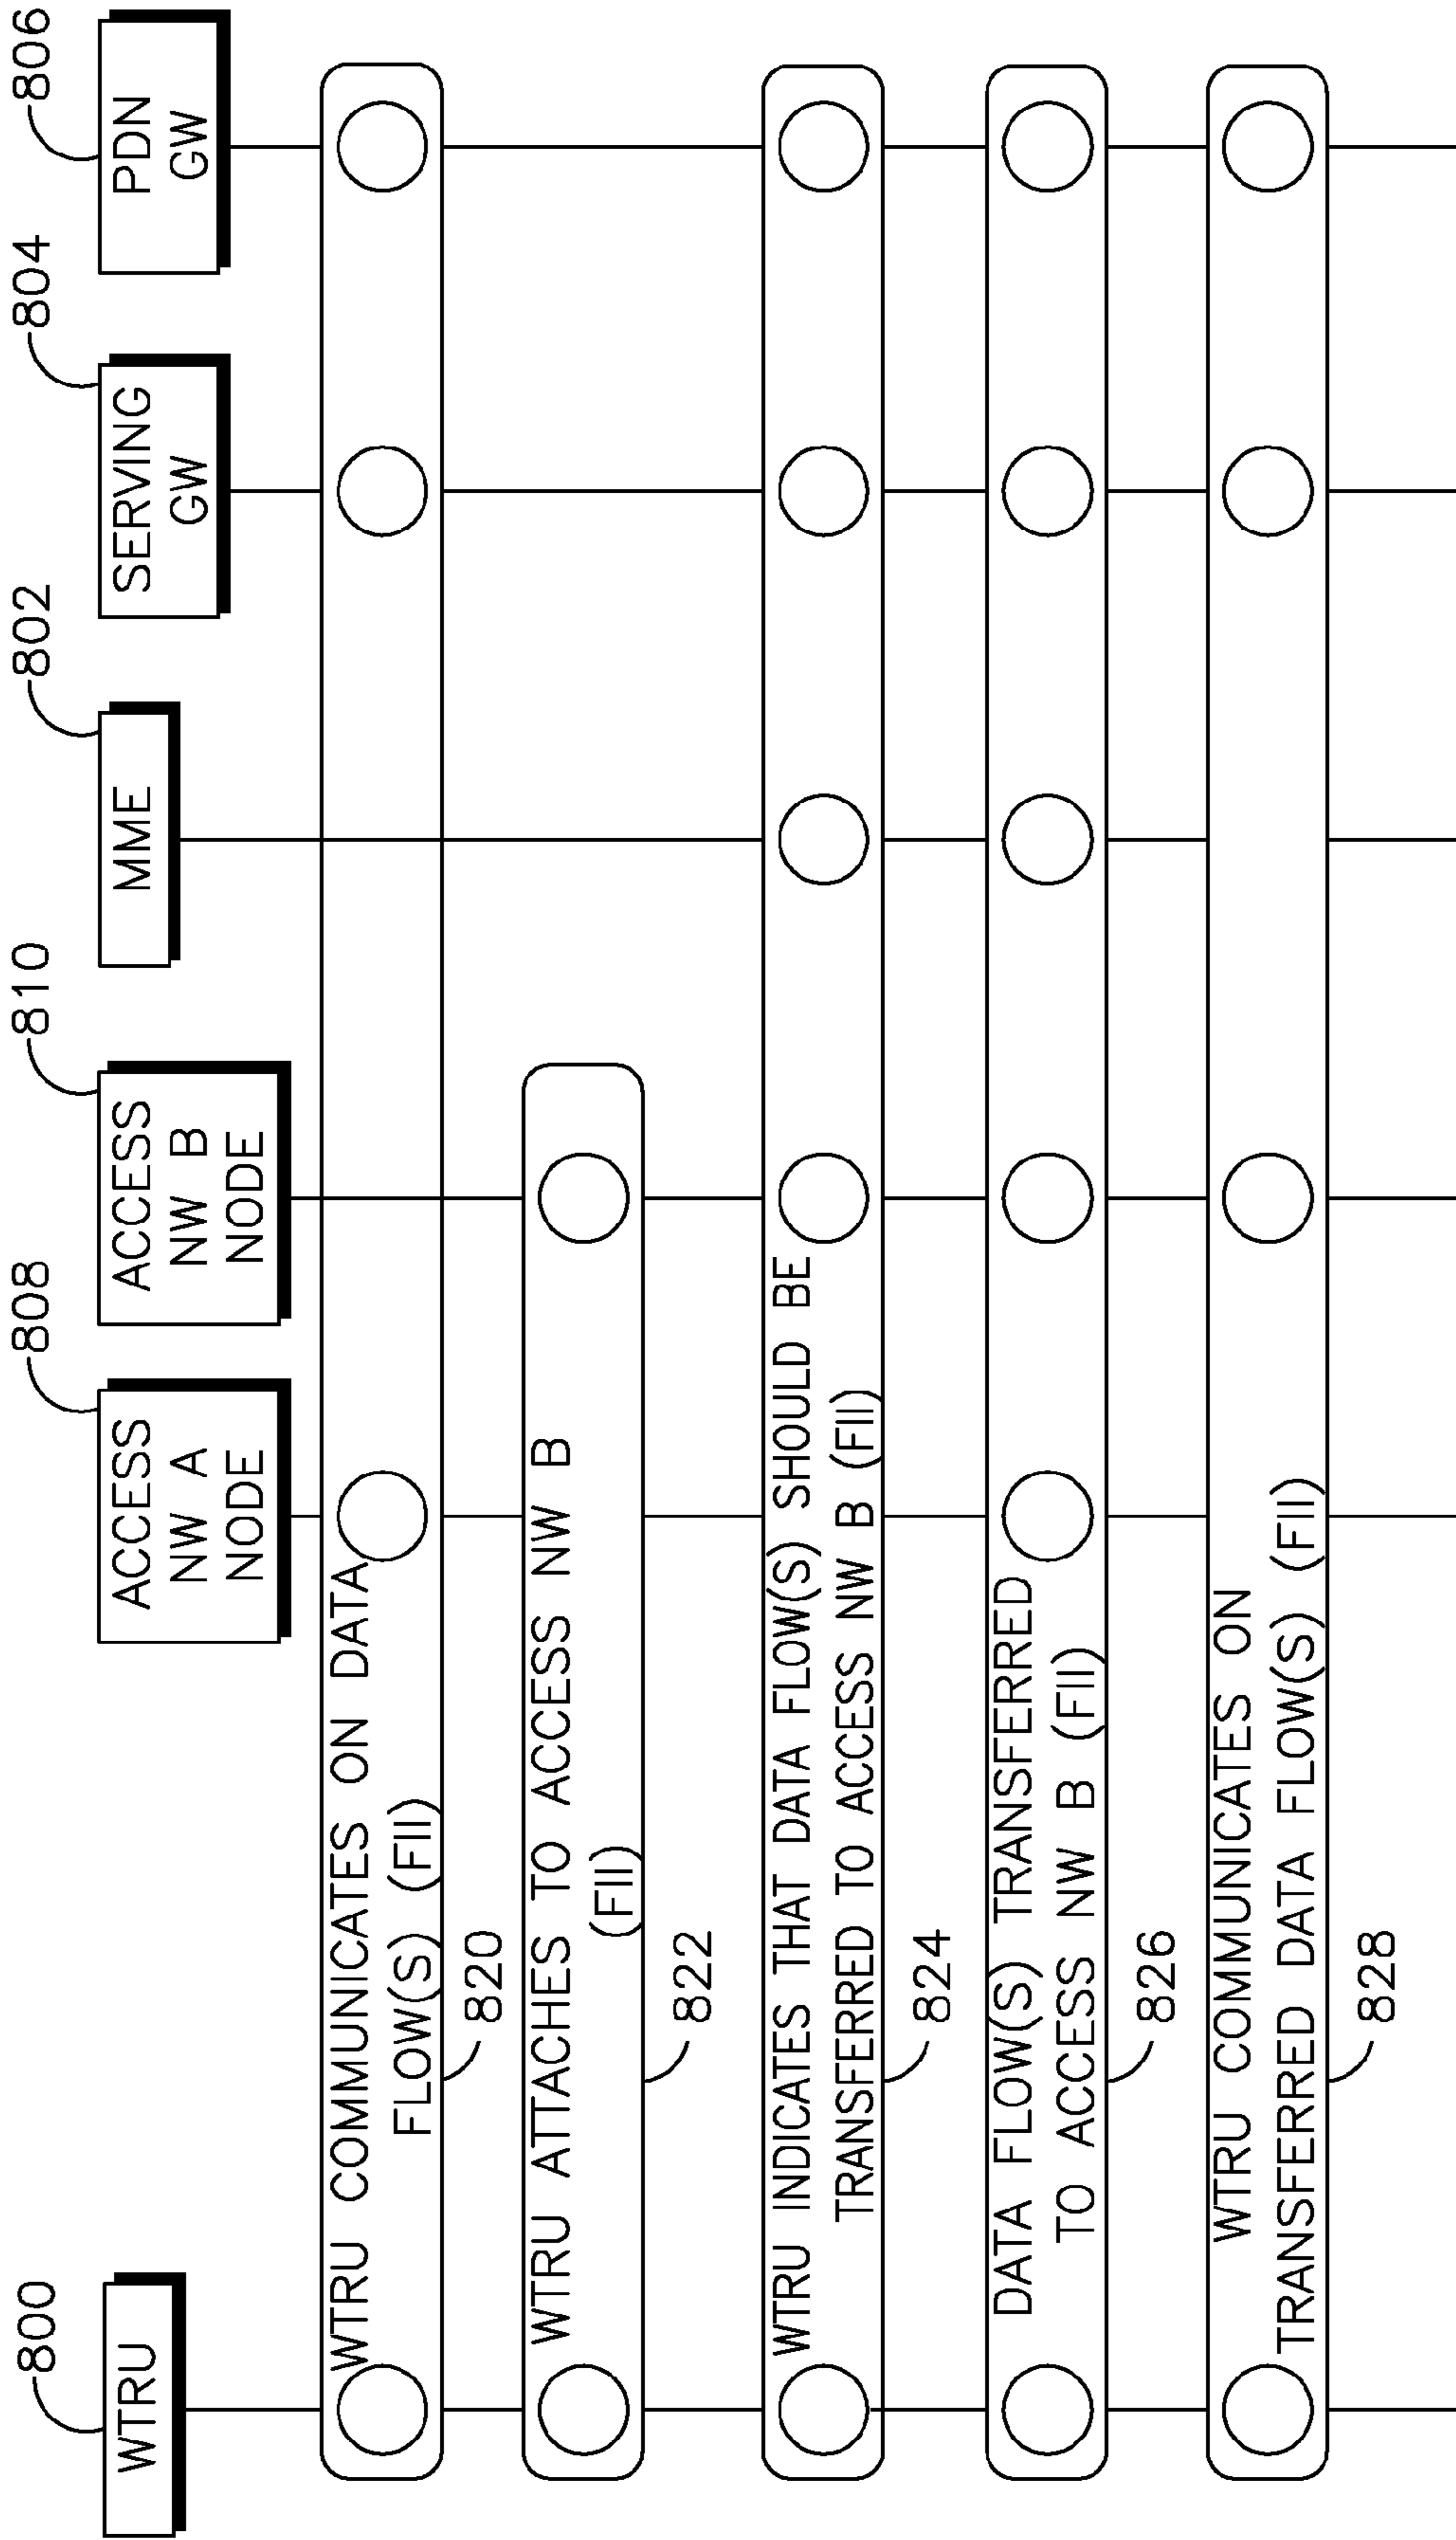 800
WTRU
808
ACCESS
NW A
NODE
810
ACCESS
NW B
NODE
802
MME
804
SERVING
GW
806
PDN
GW
WTRU COMMUNICATES ON DATA
FLOW(S) (FII)
820
WTRU ATTACHES TO ACCESS NW B
(FII)
822
WTRU INDICATES THAT DATA FLOW(S) SHOULD BE
TRANSFERRED TO ACCESS NW B (FII)
824
DATA FLOW(S) TRANSFERRED
TO ACCESS NW B (FII)
826
WTRU COMMUNICATES ON
TRANSFERRED DATA FLOW(S) (FII)
828